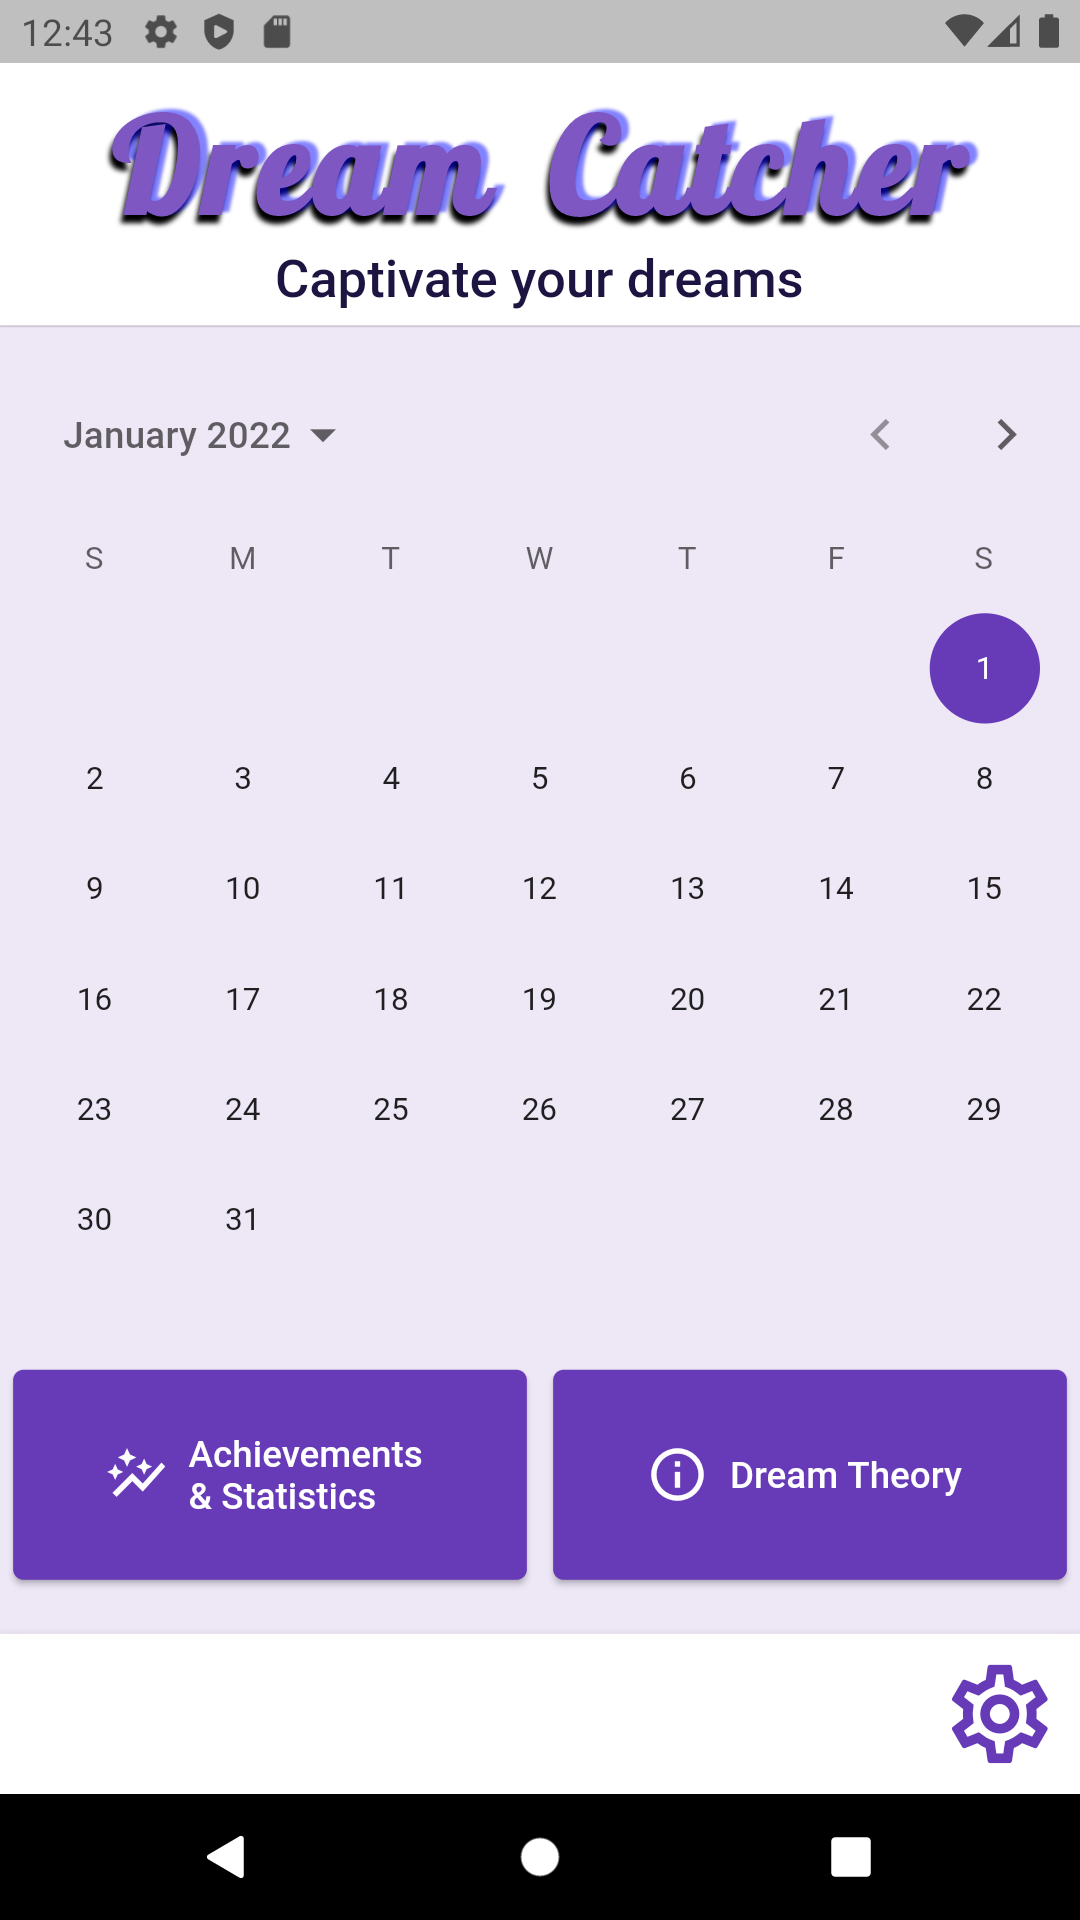 12:43
Dream Catcher
Captivate your dreams
January 2022
S M T W T F S
1
2 3 4 5 6 7 8
9 10 11 12 13 14 15
16 17 18 19 20 21 22
23 24 25 26 27 28 29
30 31
Achievements
& Statistics
Dream Theory